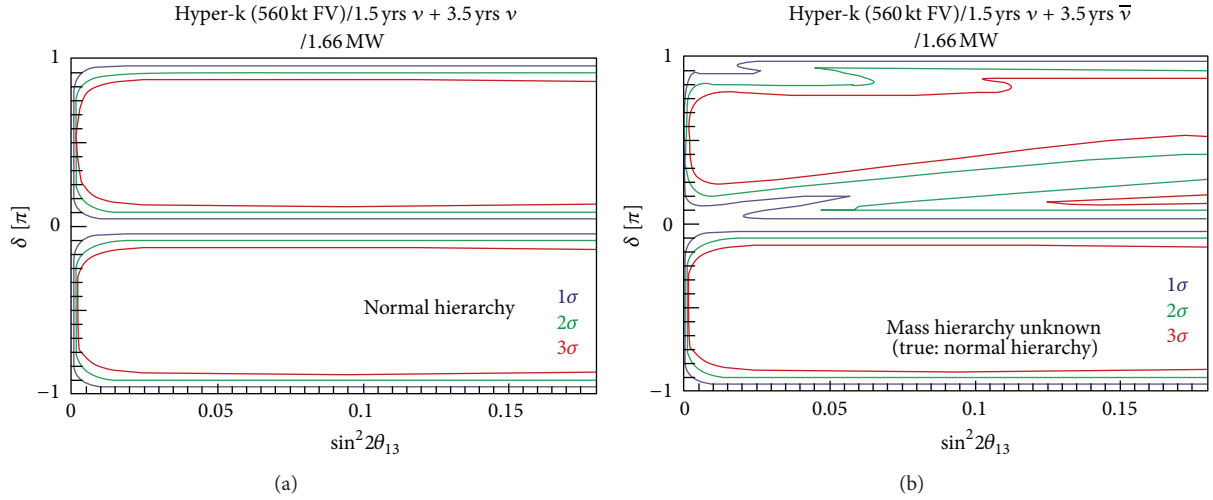 Hyper-k (560 kt FV)/1.5 yrs ν + 3.5 yrs ν
/1.66 MW
1
0
−1
δ [π]
Normal hierarchy
1σ
2σ
3σ
0
0.05
0.1
0.15
sin²2θ₁₃
(a)
Hyper-k (560 kt FV)/1.5 yrs ν + 3.5 yrs ν̅
/1.66 MW
1
0
−1
δ [π]
1σ
2σ
3σ
Mass hierarchy unknown
(true: normal hierarchy)
0
0.05
0.1
0.15
sin²2θ₁₃
(b)